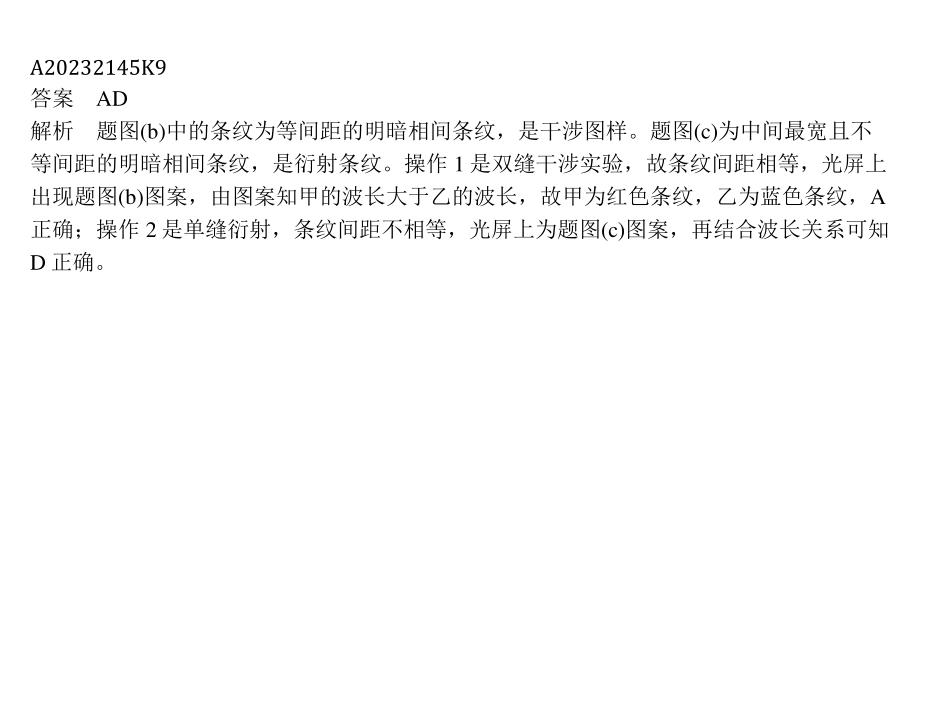 A20232145K9
答案 AD
解析 题图(b)中的条纹为等间距的明暗相间条纹，是干涉图样。题图(c)为中间最宽且不
等间距的明暗相间条纹，是衍射条纹。操作 1 是双缝干涉实验，故条纹间距相等，光屏上
出现题图(b)图案，由图案知甲的波长大于乙的波长，故甲为红色条纹，乙为蓝色条纹，A
正确；操作 2 是单缝衍射，条纹间距不相等，光屏上为题图(c)图案，再结合波长关系可知
D 正确。